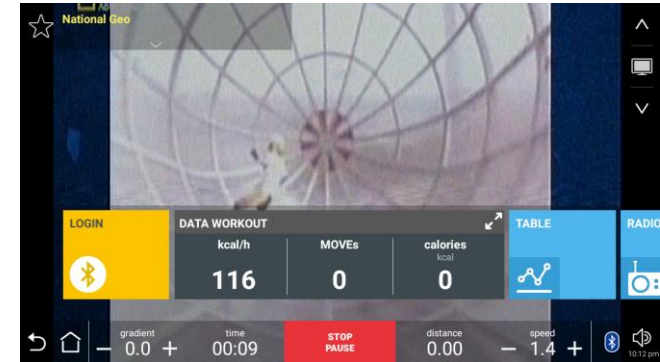 AB
National Geo
LOGIN
DATA WORKOUT
kcal/h
MOVEs
calories
kcal
116
0
0
TABLE
RADIO
gradient
– 0.0 +
time
00:09
STOP
PAUSE
distance
0.00
speed
– 1.4 +
10:12 pm